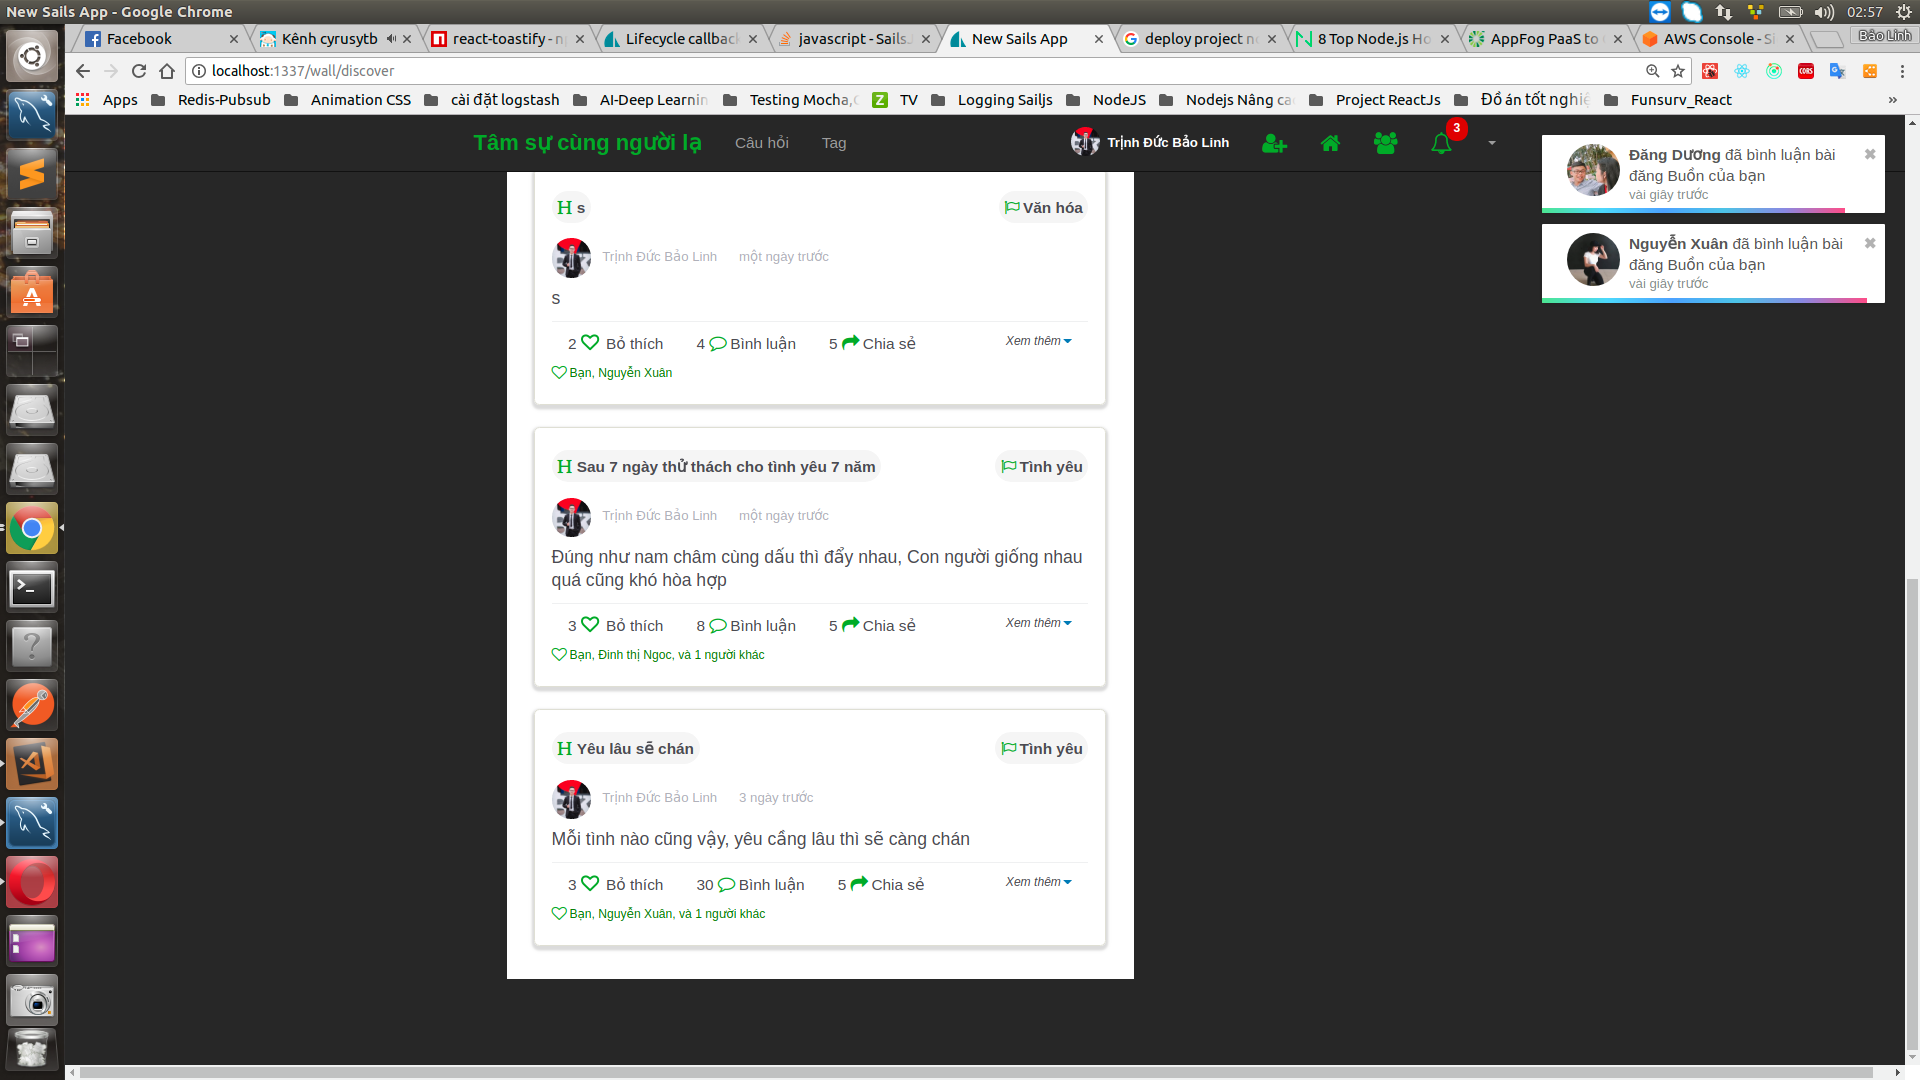 New Sails App - Google Chrome
02:57
Facebook
Kênh cyrusytb
react-toastify - n
Lifecycle callback
javascript - SailsJ
New Sails App
deploy project no
8 Top Node.js Ho
AppFog PaaS to
AWS Console - Si
Bảo Linh
localhost:1337/wall/discover
Apps
Redis-Pubsub
Animation CSS
cài đặt logstash
AI-Deep Learnin
Testing Mocha,C
TV
Logging Sailjs
NodeJS
Nodejs Nâng cao
Project ReactJs
Đồ án tốt nghiệ
Funsurv_React
»
Tâm sự cùng người lạ
Câu hỏi
Tag
Trịnh Đức Bảo Linh
3
Đăng Dương đã bình luận bài
đăng Buồn của bạn
vài giây trước
Nguyễn Xuân đã bình luận bài
đăng Buồn của bạn
vài giây trước
H s
Văn hóa
Trịnh Đức Bảo Linh một ngày trước
s
2 Bỏ thích 4 Bình luận 5 Chia sẻ Xem thêm
Bạn, Nguyễn Xuân
H Sau 7 ngày thử thách cho tình yêu 7 năm
Tình yêu
Trịnh Đức Bảo Linh một ngày trước
Đúng như nam châm cùng dấu thì đẩy nhau, Con người giống nhau
quá cũng khó hòa hợp
3 Bỏ thích 8 Bình luận 5 Chia sẻ Xem thêm
Bạn, Đinh thị Ngoc, và 1 người khác
H Yêu lâu sẽ chán
Tình yêu
Trịnh Đức Bảo Linh 3 ngày trước
Mỗi tình nào cũng vậy, yêu cầng lâu thì sẽ càng chán
3 Bỏ thích 30 Bình luận 5 Chia sẻ Xem thêm
Bạn, Nguyễn Xuân, và 1 người khác